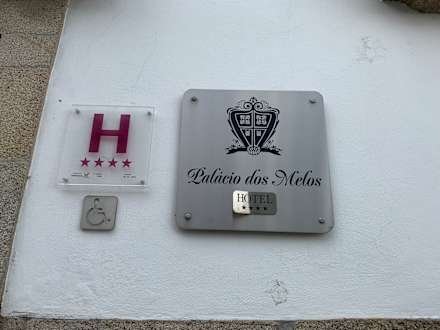 H
★★★★
Palácio dos Melos
HOTEL
★★★★